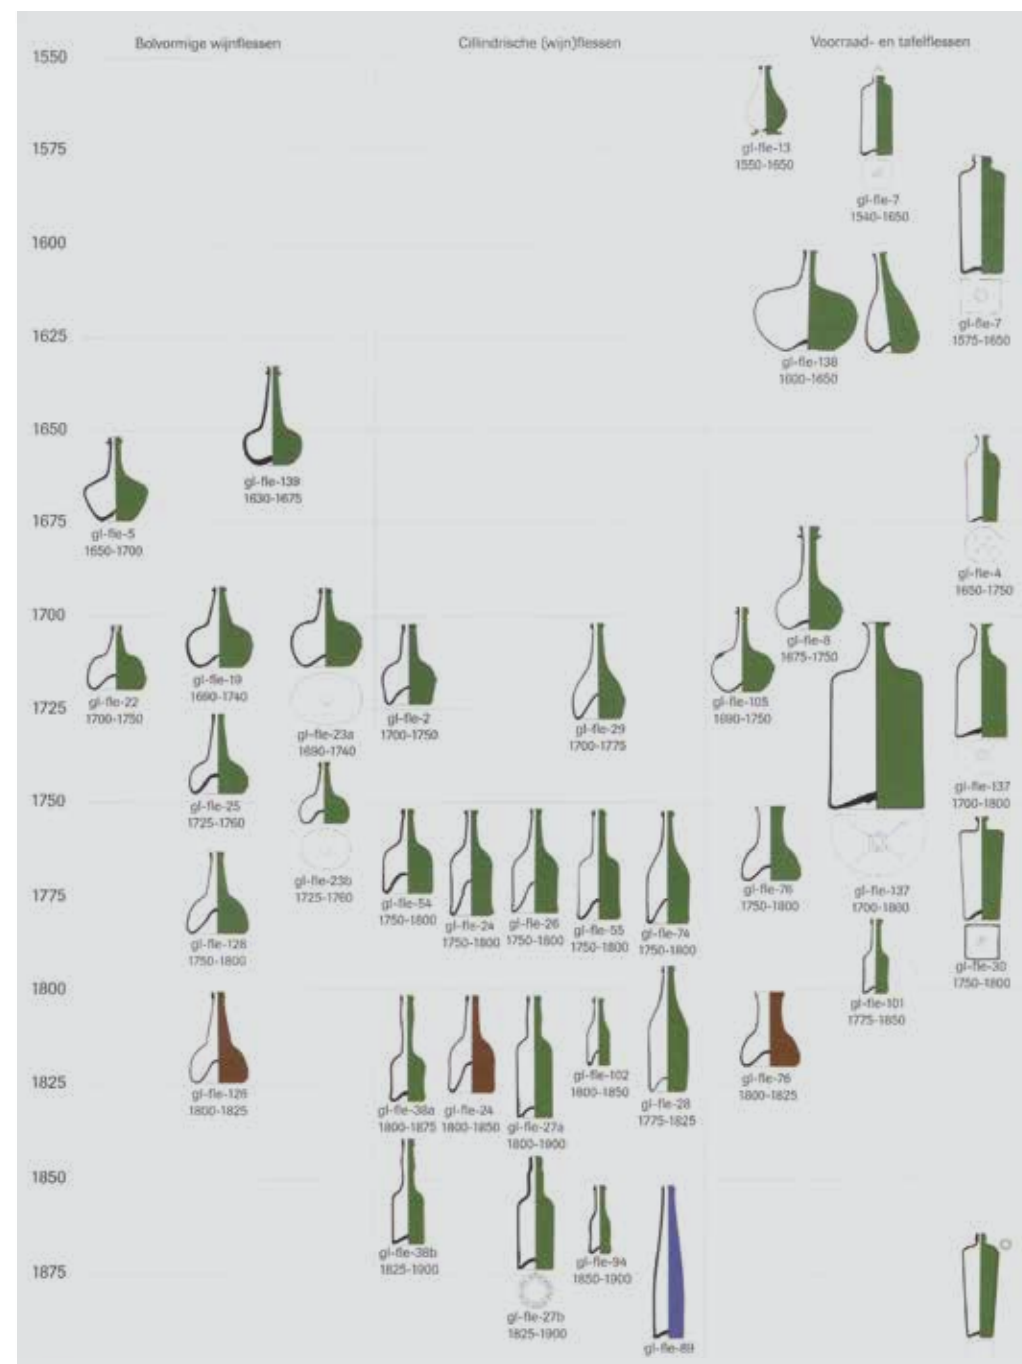 Bolvormige wijnflessen
Cillindrische (wijn)flessen
Voorraad- en tafelflessen
1550
gl-fle-13
1550-1650
1575
gl-fle-7
1540-1650
1600
gl-fle-7
1575-1650
1625
gl-fle-138
1600-1650
1650
gl-fle-139
1630-1675
1675
gl-fle-5
1650-1700
gl-fle-4
1650-1750
1700
gl-fle-8
1675-1750
gl-fle-19
1690-1740
gl-fle-22
1700-1750
gl-fle-105
1690-1750
gl-fle-2
1700-1750
1725
gl-fle-29
1700-1775
gl-fle-23a
1690-1740
gl-fle-137
1700-1800
1750
gl-fle-25
1725-1760
gl-fle-23b
1725-1760
1775
gl-fle-76
1750-1800
gl-fle-137
1700-1800
gl-fle-54
1750-1800
gl-fle-24
1750-1800
gl-fle-26
1750-1800
gl-fle-55
1750-1800
gl-fle-74
1750-1800
gl-fle-128
1750-1800
gl-fle-30
1750-1800
1800
gl-fle-101
1775-1850
gl-fle-102
1800-1850
gl-fle-76
1800-1825
1825
gl-fle-126
1800-1825
gl-fle-38a
1800-1875
gl-fle-24
1800-1850
gl-fle-28
1775-1825
gl-fle-27a
1800-1900
1850
gl-fle-38b
1825-1900
gl-fle-94
1850-1900
1875
gl-fle-27b
1825-1900
gl-fle-89